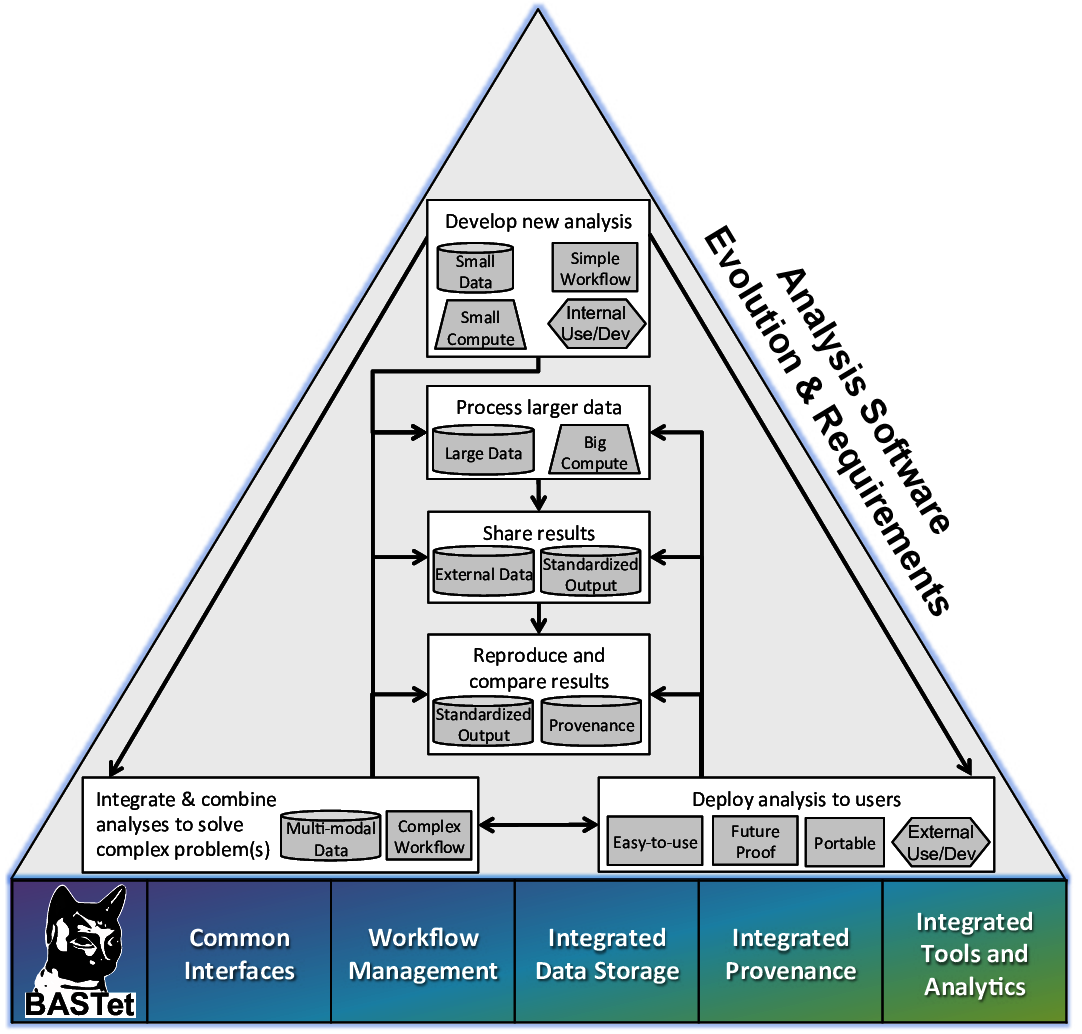 Develop new analysis
Small
Data
Simple
Workflow
Small
Compute
Internal
Use/Dev
Analysis Software
Evolution & Requirements
Process larger data
Large Data
Big
Compute
Share results
External Data
Standardized
Output
Reproduce and
compare results
Standardized
Output
Provenance
Integrate & combine
analyses to solve
complex problem(s)
Multi-modal
Data
Complex
Workflow
Deploy analysis to users
Easy-to-use
Future
Proof
Portable
External
Use/Dev
BASTet
Common
Interfaces
Workflow
Management
Integrated
Data Storage
Integrated
Provenance
Integrated
Tools and
Analytics